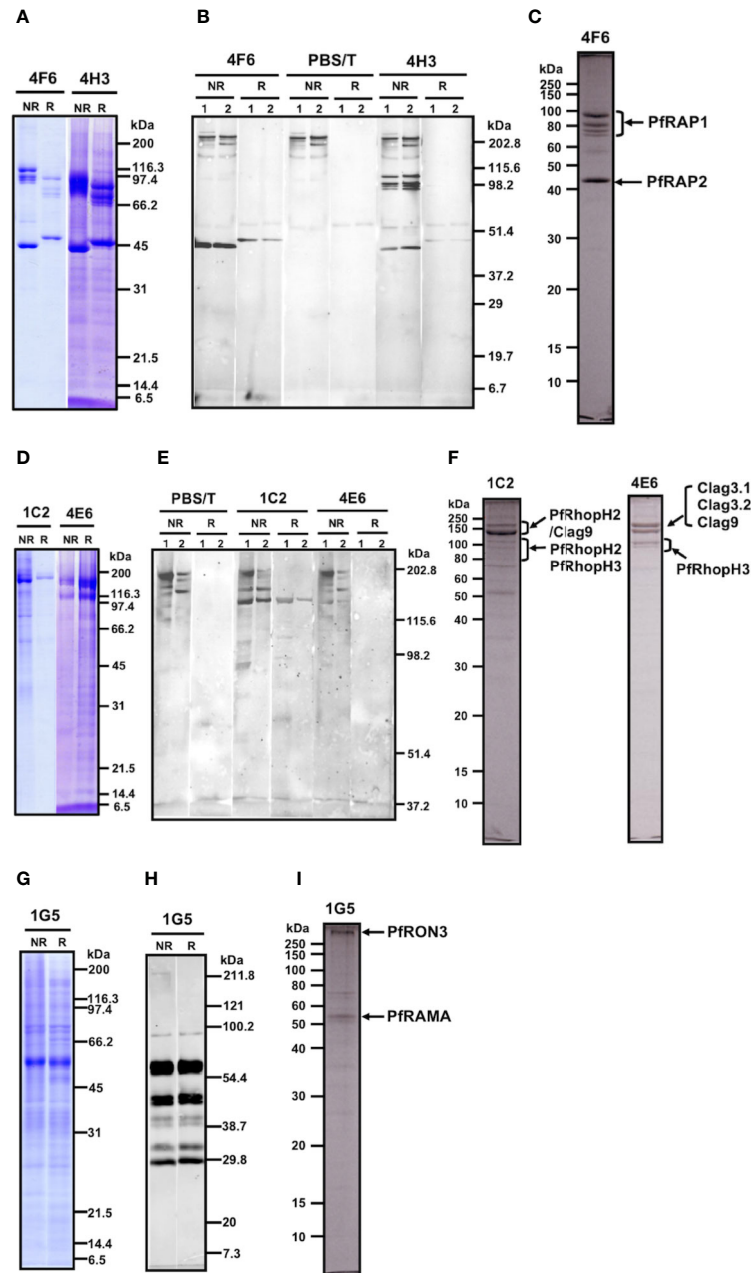 A
4F6 4H3
NR R NR R
kDa
200
116.3
97.4
66.2
45
31
21.5
14.4
6.5
B
4F6 PBS/T 4H3
NR R NR R NR R
1 2 1 2 1 2 1 2 1 2 1 2
kDa
202.8
115.6
98.2
51.4
37.2
29
19.7
6.7
C
4F6
kDa
250
150
100
80
60
50
40
30
20
15
10
PfRAP1
PfRAP2
D
1C2 4E6
NR R NR R
kDa
200
116.3
97.4
66.2
45
31
21.5
14.4
6.5
E
PBS/T 1C2 4E6
NR R NR R NR R
1 2 1 2 1 2 1 2 1 2 1 2
kDa
202.8
115.6
98.2
51.4
37.2
F
1C2
kDa
250
150
100
80
60
50
40
30
20
15
10
PfRhopH2
/Clag9
PfRhopH2
PfRhopH3
4E6
Clag3.1
Clag3.2
Clag9
PfRhopH3
G
1G5
NR R
kDa
200
116.3
97.4
66.2
45
31
21.5
14.4
6.5
H
1G5
NR R
kDa
211.8
121
100.2
54.4
38.7
29.8
20
7.3
I
1G5
kDa
250
150
100
80
60
50
40
30
20
15
10
PfRON3
PfRAMA